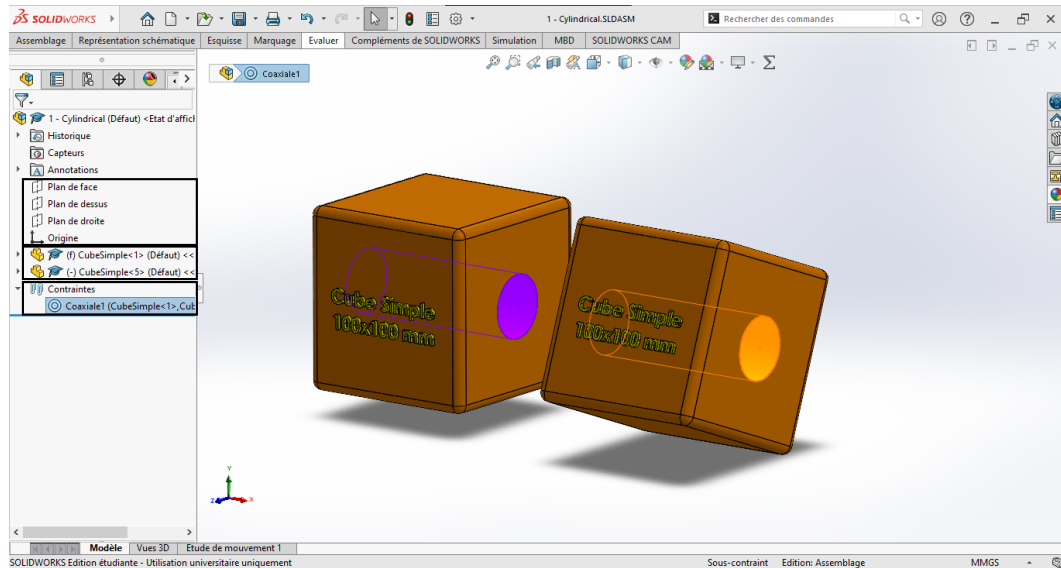 SOLIDWORKS
1 - Cylindrical.SLDASM
Rechercher des commandes
Assemblage
Représentation schématique
Esquisse
Marquage
Evaluer
Compléments de SOLIDWORKS
Simulation
MBD
SOLIDWORKS CAM
Coaxiale1
1 - Cylindrical (Défaut) <Etat d'affich
Historique
Capteurs
Annotations
Plan de face
Plan de dessus
Plan de droite
Origine
(f) CubeSimple<1> (Défaut) <<
(-) CubeSimple<5> (Défaut) <<
Contraintes
Coaxiale1 (CubeSimple<1>,Cub
Cube Simple
100x100 mm
Cube Simple
100x100 mm
Y
Z
X
Modèle
Vues 3D
Etude de mouvement 1
SOLIDWORKS Edition étudiante - Utilisation universitaire uniquement
Sous-contraint
Edition: Assemblage
MMGS